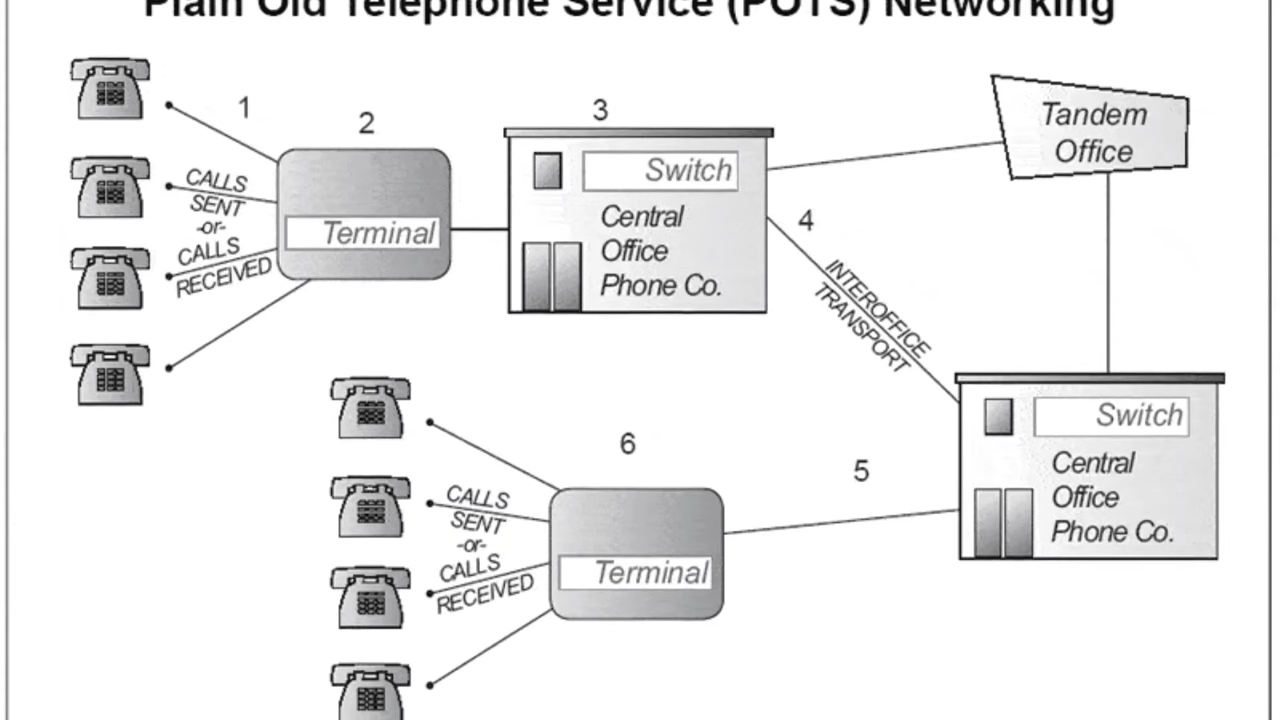 Plain Old Telephone Service (POTS) Networking
1
2
3
CALLS
SENT
-or-
CALLS
RECEIVED
Terminal
Switch
Central
Office
Phone Co.
Tandem
Office
4
INTEROFFICE
TRANSPORT
Switch
Central
Office
Phone Co.
5
6
CALLS
SENT
-or-
CALLS
RECEIVED
Terminal